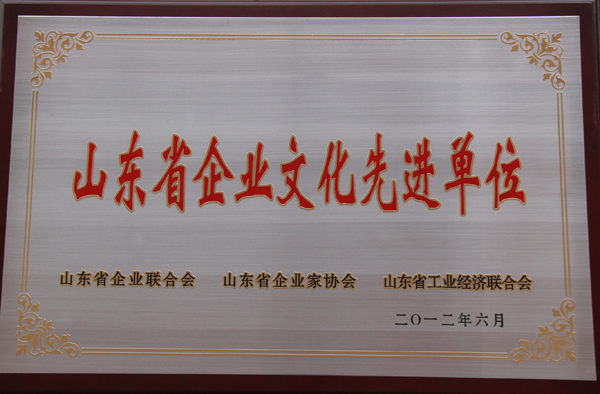 山东省企业文化先进单位
山东省企业联合会 山东省企业家协会 山东省工业经济联合会
二〇一二年六月